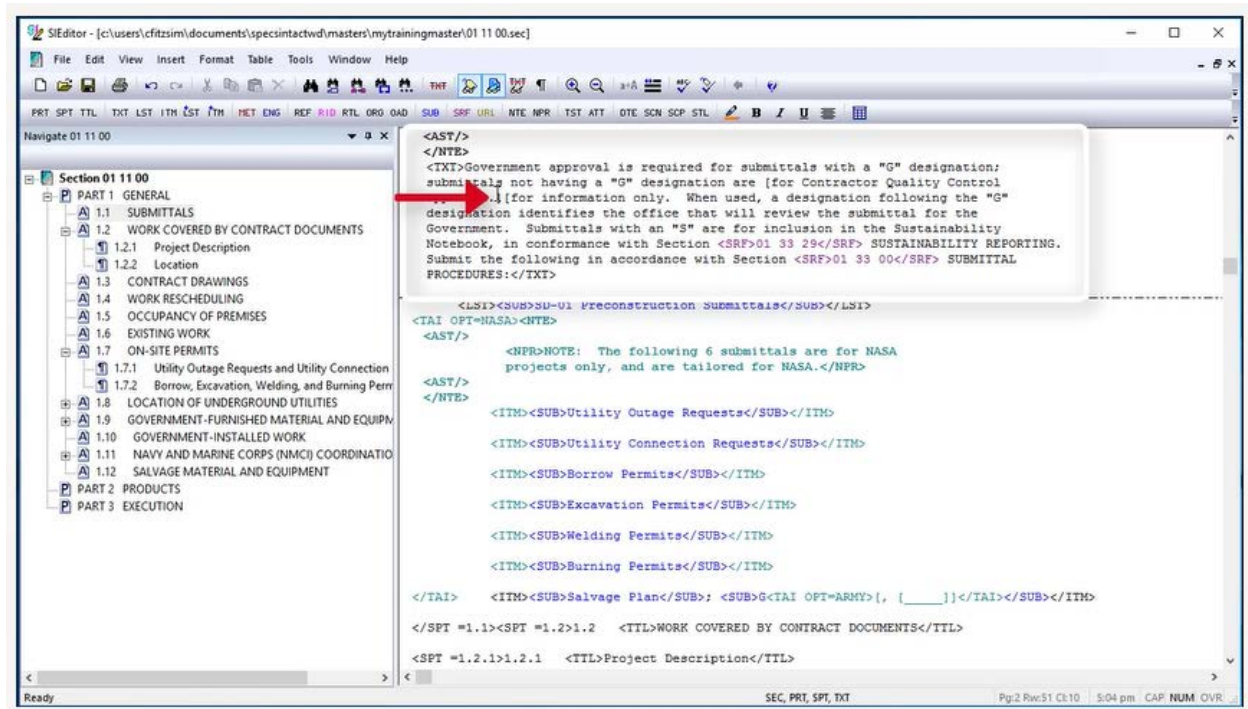 SIEditor - [c:\users\cfitzsim\documents\specsintactwd\masters\mytrainingmaster\01 11 00.sec]
File Edit View Insert Format Table Tools Window Help
PRT SPT TTL TXT LST ITM LST ITM MET ENG REF RID RTL ORG OAD SUB SRF URL NTE NPR TST ATT DTE SCN SCP STL B I U
Navigate 01 11 00
Section 01 11 00
PART 1 GENERAL
1.1 SUBMITTALS
1.2 WORK COVERED BY CONTRACT DOCUMENTS
1.2.1 Project Description
1.2.2 Location
1.3 CONTRACT DRAWINGS
1.4 WORK RESCHEDULING
1.5 OCCUPANCY OF PREMISES
1.6 EXISTING WORK
1.7 ON-SITE PERMITS
1.7.1 Utility Outage Requests and Utility Connection
1.7.2 Borrow, Excavation, Welding, and Burning Perm
1.8 LOCATION OF UNDERGROUND UTILITIES
1.9 GOVERNMENT-FURNISHED MATERIAL AND EQUIPM
1.10 GOVERNMENT-INSTALLED WORK
1.11 NAVY AND MARINE CORPS (NMCI) COORDINATIO
1.12 SALVAGE MATERIAL AND EQUIPMENT
PART 2 PRODUCTS
PART 3 EXECUTION
<AST/>
</NTE>
<TXT>Government approval is required for submittals with a "G" designation;
submittals not having a "G" designation are [for Contractor Quality Control
[for information only. When used, a designation following the "G"
designation identifies the office that will review the submittal for the
Government. Submittals with an "S" are for inclusion in the Sustainability
Notebook, in conformance with Section <SRF>01 33 29</SRF> SUSTAINABILITY REPORTING.
Submit the following in accordance with Section <SRF>01 33 00</SRF> SUBMITTAL
PROCEDURES:</TXT>
<LST><SUB>SD-01 Preconstruction Submittals</SUB></LST>
<TAI OPT=NASA><NTE>
<AST/>
<NPR>NOTE: The following 6 submittals are for NASA
projects only, and are tailored for NASA.</NPR>
<AST/>
</NTE>
<ITM><SUB>Utility Outage Requests</SUB></ITM>
<ITM><SUB>Utility Connection Requests</SUB></ITM>
<ITM><SUB>Borrow Permits</SUB></ITM>
<ITM><SUB>Excavation Permits</SUB></ITM>
<ITM><SUB>Welding Permits</SUB></ITM>
<ITM><SUB>Burning Permits</SUB></ITM>
</TAI> <ITM><SUB>Salvage Plan</SUB>; <SUB>G<TAI OPT=ARMY>[, [_____]]</TAI></SUB></ITM>
</SPT =1.1><SPT =1.2>1.2 <TTL>WORK COVERED BY CONTRACT DOCUMENTS</TTL>
<SPT =1.2.1>1.2.1 <TTL>Project Description</TTL>
Ready SEC, PRT, SPT, TXT Pg:2 Rw:51 Cl:10 5:04 pm CAP NUM OVR